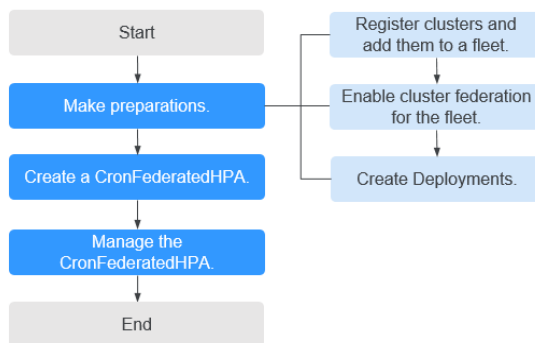 Start
Make preparations.
Create a CronFederatedHPA.
Manage the
CronFederatedHPA.
End
Register clusters and
add them to a fleet.
Enable cluster federation
for the fleet.
Create Deployments.